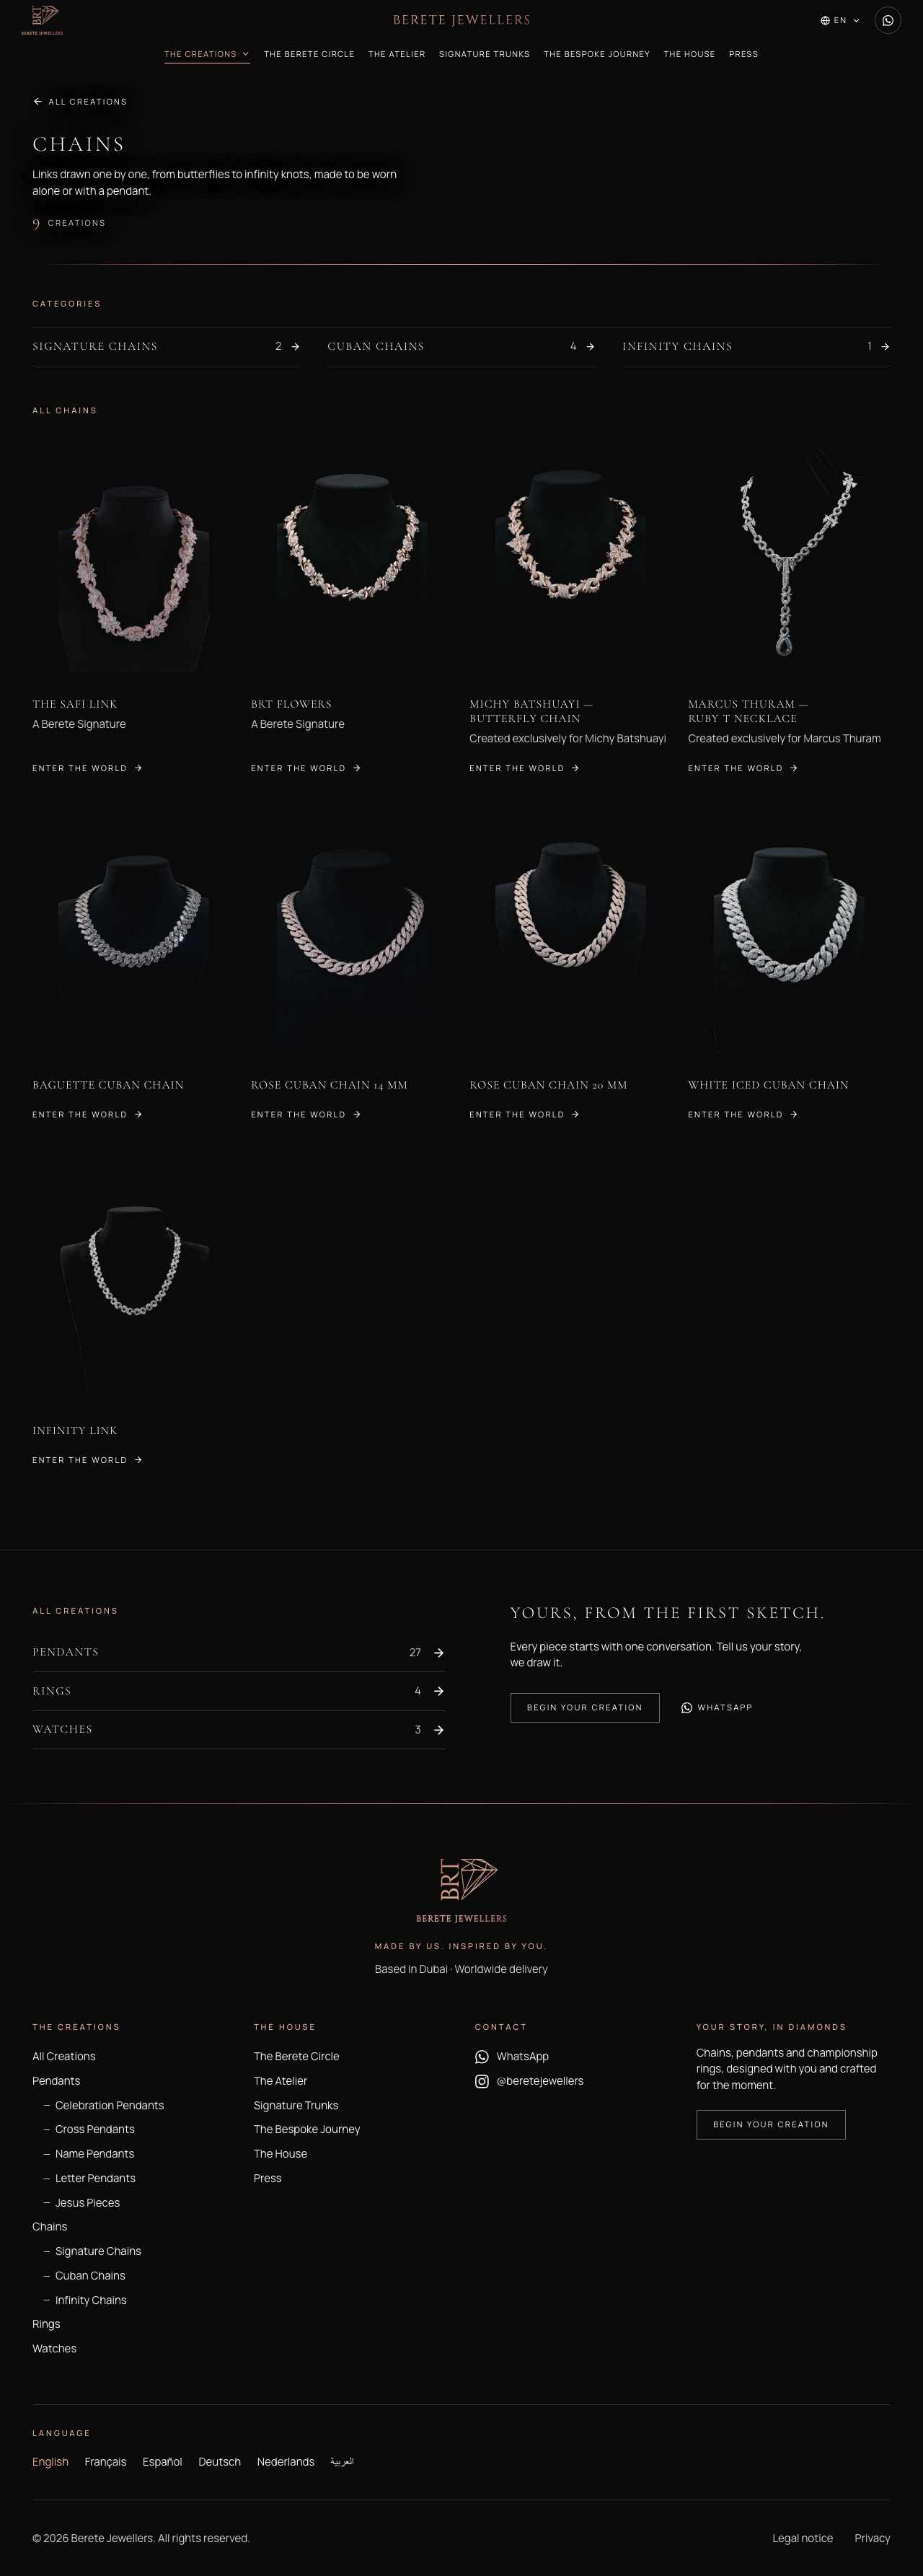 BRT
BERETE JEWELLERS
BERETE JEWELLERS
EN
THE CREATIONS
THE BERETE CIRCLE
THE ATELIER
SIGNATURE TRUNKS
THE BESPOKE JOURNEY
THE HOUSE
PRESS
ALL CREATIONS
CHAINS
Links drawn one by one, from butterflies to infinity knots, made to be worn
alone or with a pendant.
9 CREATIONS
CATEGORIES
SIGNATURE CHAINS 2
CUBAN CHAINS 4
INFINITY CHAINS 1
ALL CHAINS
THE SAFI LINK
A Berete Signature
ENTER THE WORLD
BRT FLOWERS
A Berete Signature
ENTER THE WORLD
MICHY BATSHUAYI —
BUTTERFLY CHAIN
Created exclusively for Michy Batshuayi
ENTER THE WORLD
MARCUS THURAM —
RUBY T NECKLACE
Created exclusively for Marcus Thuram
ENTER THE WORLD
BAGUETTE CUBAN CHAIN
ENTER THE WORLD
ROSE CUBAN CHAIN 14 MM
ENTER THE WORLD
ROSE CUBAN CHAIN 20 MM
ENTER THE WORLD
WHITE ICED CUBAN CHAIN
ENTER THE WORLD
INFINITY LINK
ENTER THE WORLD
ALL CREATIONS
PENDANTS 27
RINGS 4
WATCHES 3
YOURS, FROM THE FIRST SKETCH.
Every piece starts with one conversation. Tell us your story,
we draw it.
BEGIN YOUR CREATION
WHATSAPP
BRT
BERETE JEWELLERS
MADE BY US. INSPIRED BY YOU.
Based in Dubai · Worldwide delivery
THE CREATIONS
All Creations
Pendants
— Celebration Pendants
— Cross Pendants
— Name Pendants
— Letter Pendants
— Jesus Pieces
Chains
— Signature Chains
— Cuban Chains
— Infinity Chains
Rings
Watches
THE HOUSE
The Berete Circle
The Atelier
Signature Trunks
The Bespoke Journey
The House
Press
CONTACT
WhatsApp
@beretejewellers
YOUR STORY, IN DIAMONDS
Chains, pendants and championship
rings, designed with you and crafted
for the moment.
BEGIN YOUR CREATION
LANGUAGE
English
Français
Español
Deutsch
Nederlands
العربية
© 2026 Berete Jewellers. All rights reserved.
Legal notice
Privacy